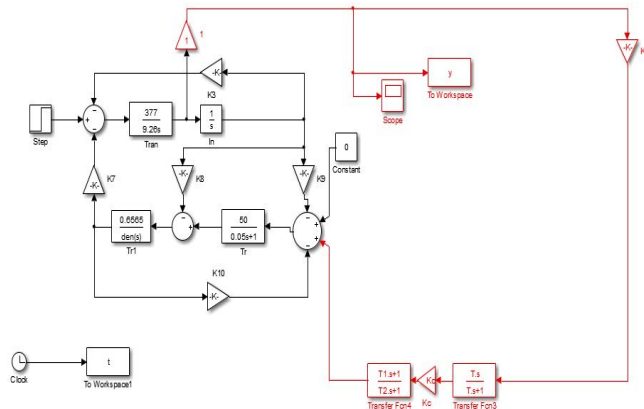 1
1
-K-
K
-K-
K3
y
To Workspace
Scope
Step
377
9.26s
Tran
1
s
In
0
Constant
-K-
K7
-K-
K8
-K-
K9
0.6565
den(s)
Tr1
50
0.05s+1
Tr
K10
-K-
t
To Workspace1
Clock
T1.s+1
T2.s+1
Transfer Fcn4
Kc
Kc
T.s
T.s+1
Transfer Fcn3